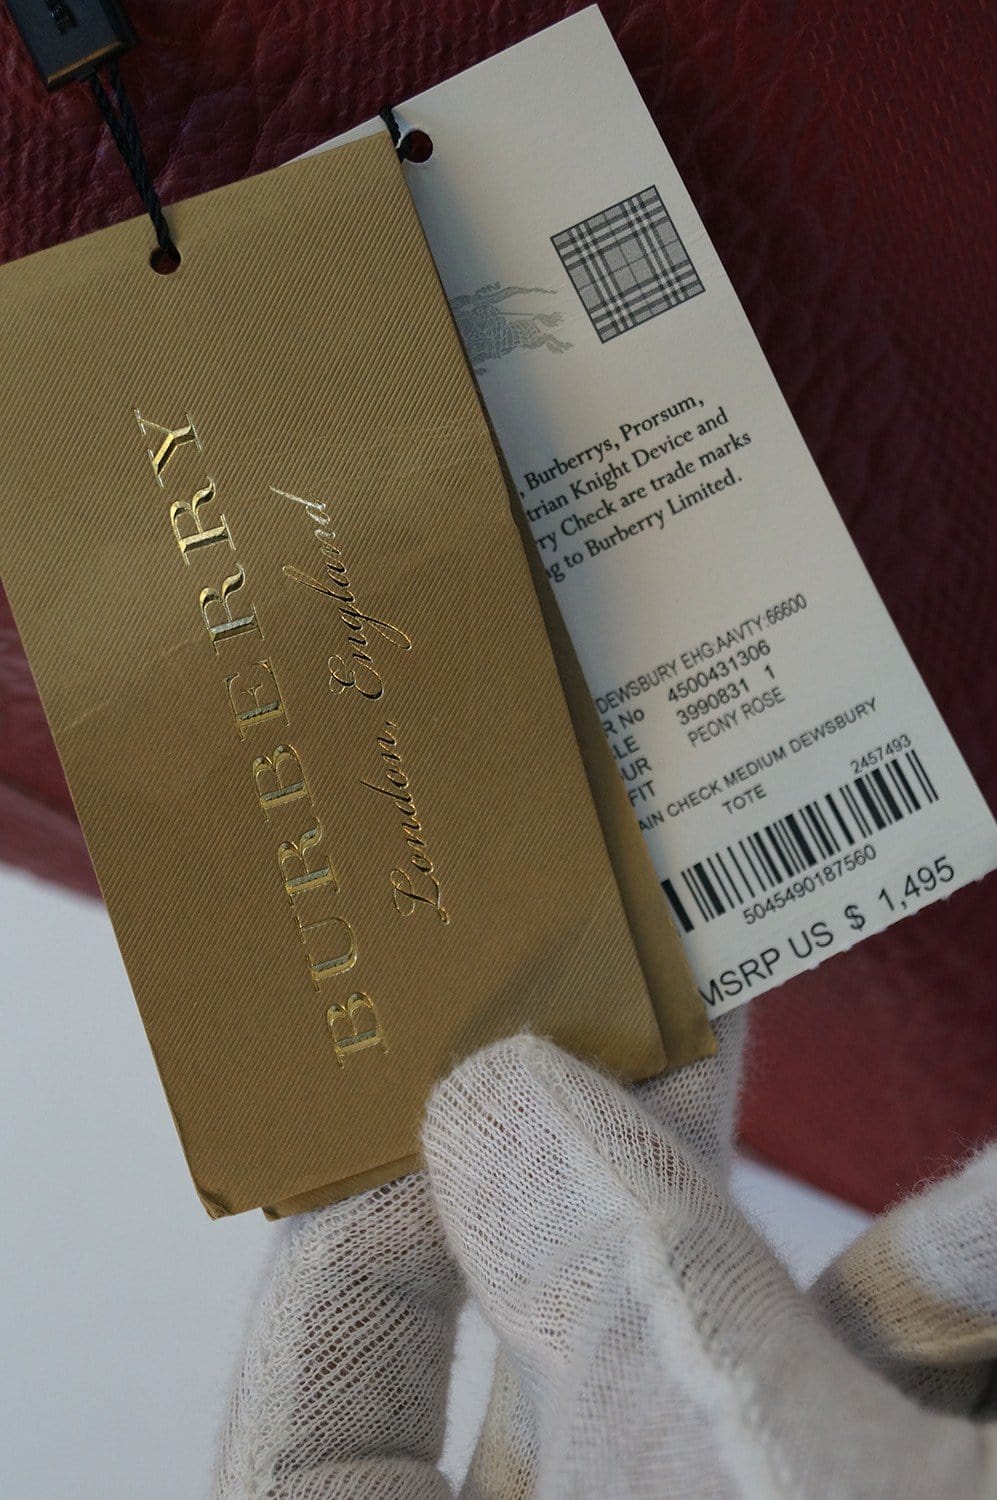 BURBERRY
London, England
, Burberrys, Prorsum,
trian Knight Device and
rry Check are trade marks
ng to Burberry Limited.
DEWSBURY EHG:AAVTY:66600
R No 4500431306
LE 3990831 1
UR PEONY ROSE
FIT
AIN CHECK MEDIUM DEWSBURY
TOTE
2457493
5045490187560
MSRP US $ 1,495